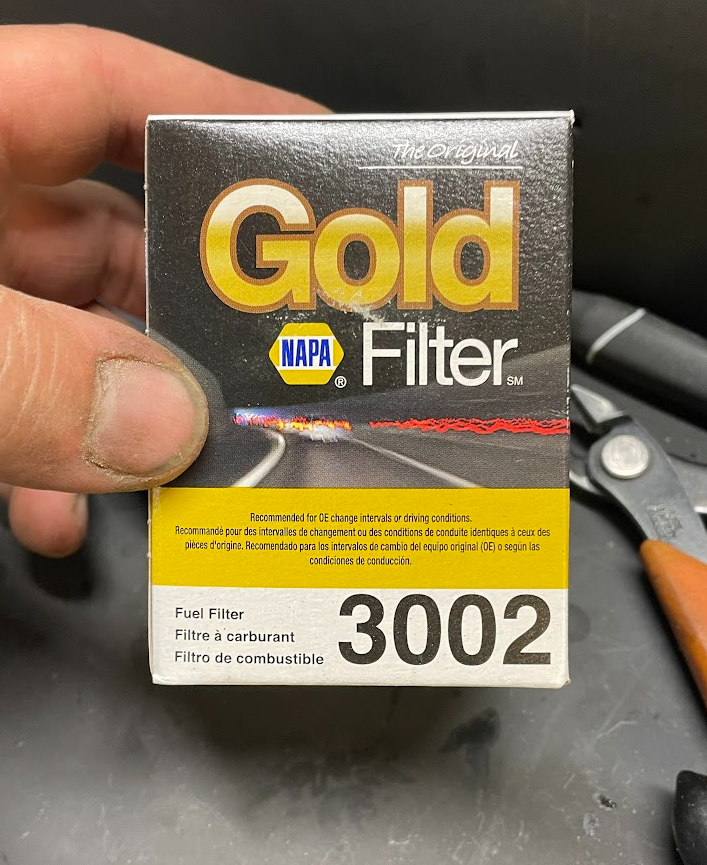 The Original
Gold
NAPA ® Filter SM
Recommended for OE change intervals or driving conditions.
Recommandé pour des intervalles de changement ou des conditions de conduite identiques à ceux des
pièces d'origine. Recomendado para los intervalos de cambio del equipo original (OE) o según las
condiciones de conducción.
Fuel Filter
Filtre à carburant
Filtro de combustible
3002